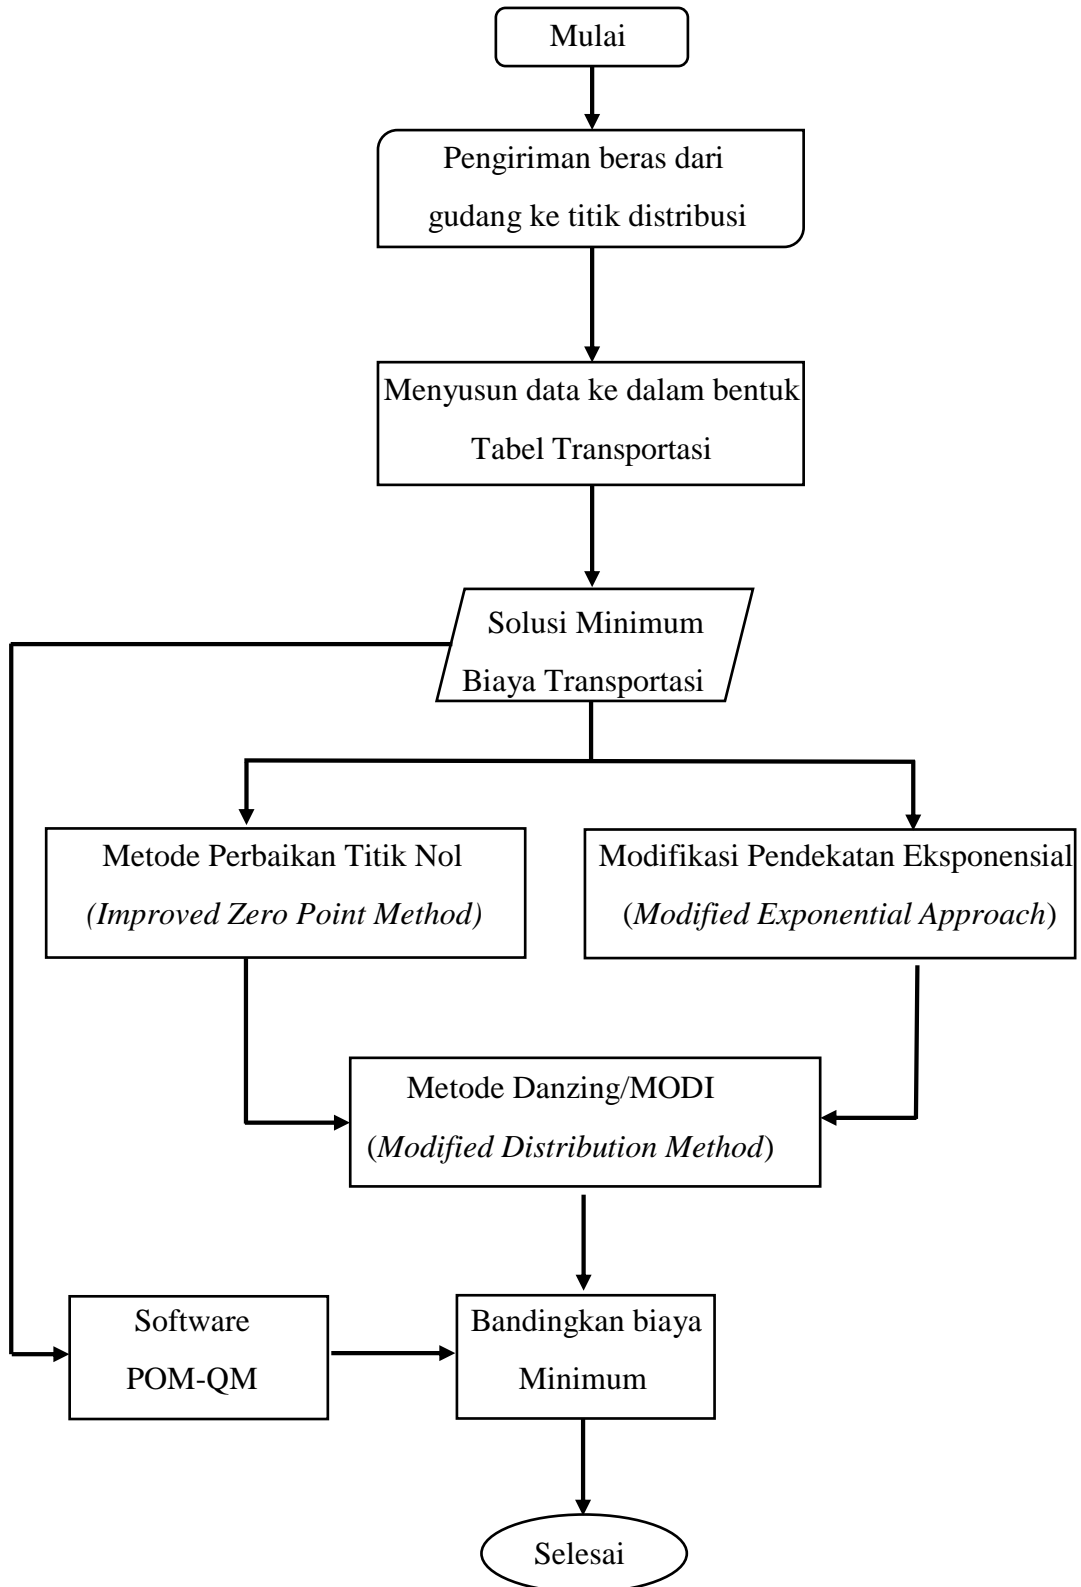 Mulai
Pengiriman beras dari
gudang ke titik distribusi
Menyusun data ke dalam bentuk
Tabel Transportasi
Solusi Minimum
Biaya Transportasi
Metode Perbaikan Titik Nol
(Improved Zero Point Method)
Modifikasi Pendekatan Eksponensial
(Modified Exponential Approach)
Metode Danzing/MODI
(Modified Distribution Method)
Software
POM-QM
Bandingkan biaya
Minimum
Selesai